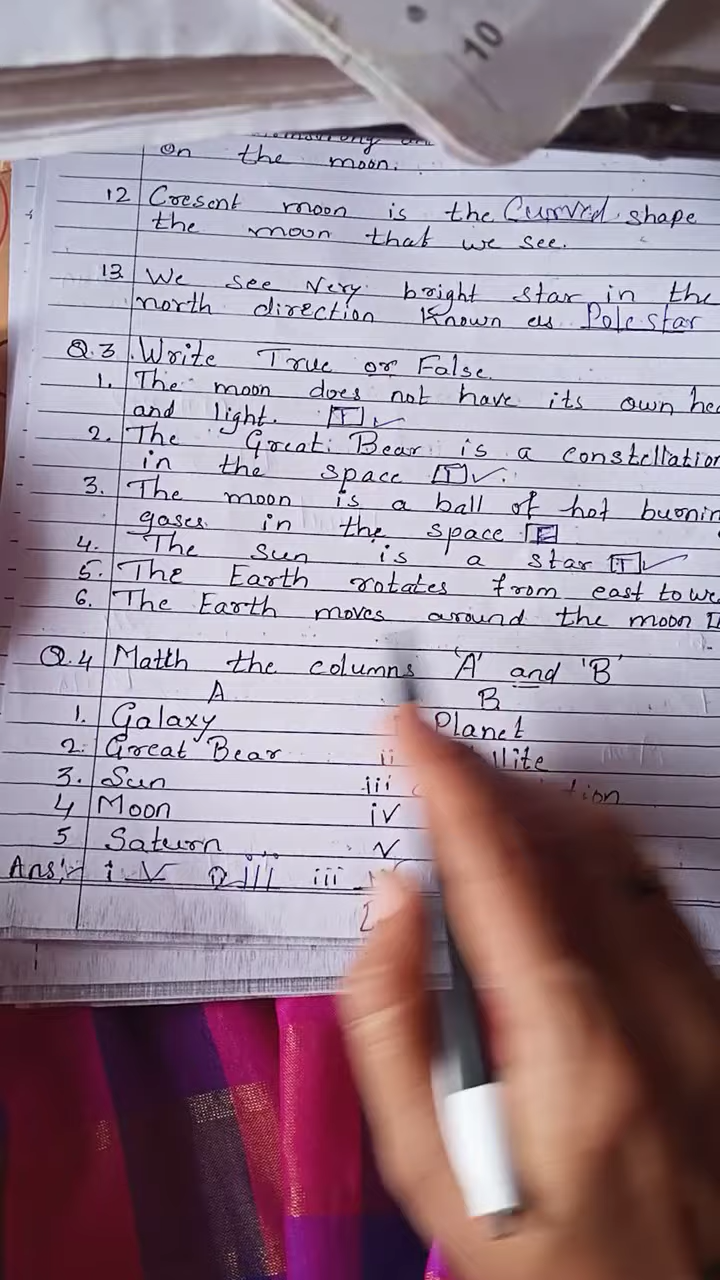 10
on the moon.
12 Cresent moon is the Curved shape
the moon that we see.
13. We see very bright star in the
north direction Known as Pole star
Q.3. Write True or False.
1. The moon does not have its own
and light. T ✓
2. The Great Bear is a constellation
in the space T ✓
3. The moon is a ball of hot
gases in the space F
4. The sun is a star T ✓
5. The Earth rotates from east to
6. The Earth moves around the moon
Q.4 Match the columns 'A' and 'B'
A B
1. Galaxy Planet
2. Great Bear ii
3. Sun iii
4 Moon iv
5 Saturn v
Ans:- i V iii iii